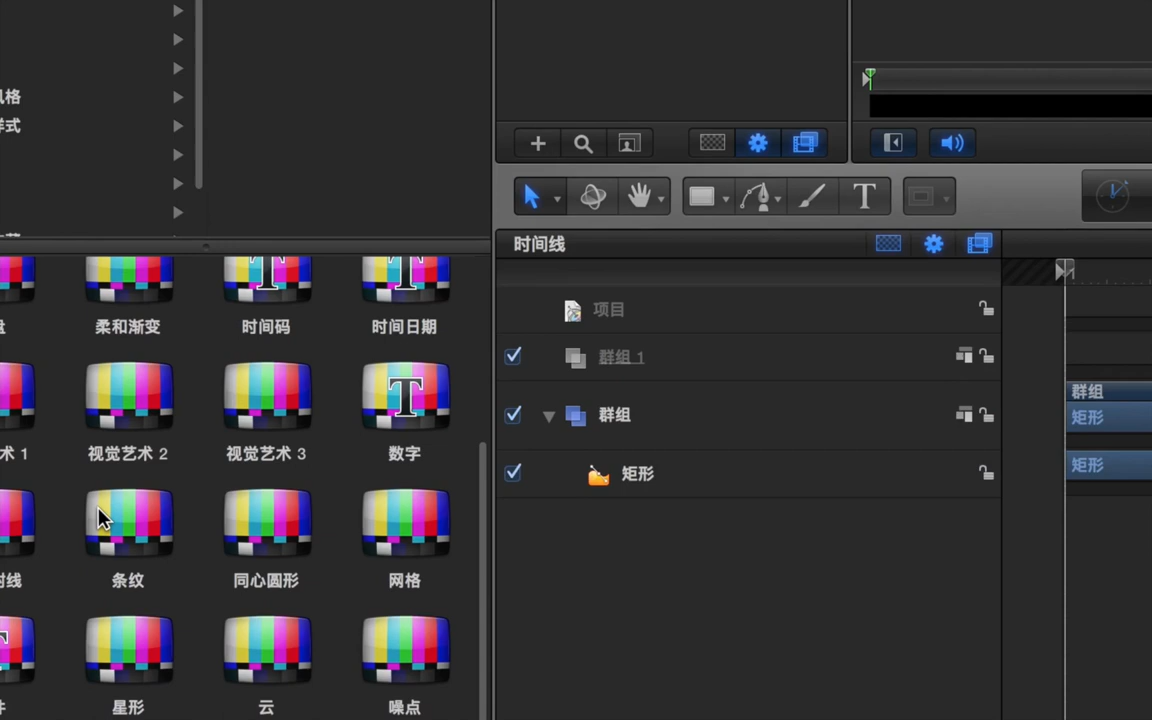 风格
样式
时间线
项目
群组 1
群组
矩形
群组
矩形
矩形
柔和渐变
时间码
时间日期
视觉艺术 2
视觉艺术 3
数字
条纹
同心圆形
网格
星形
云
噪点